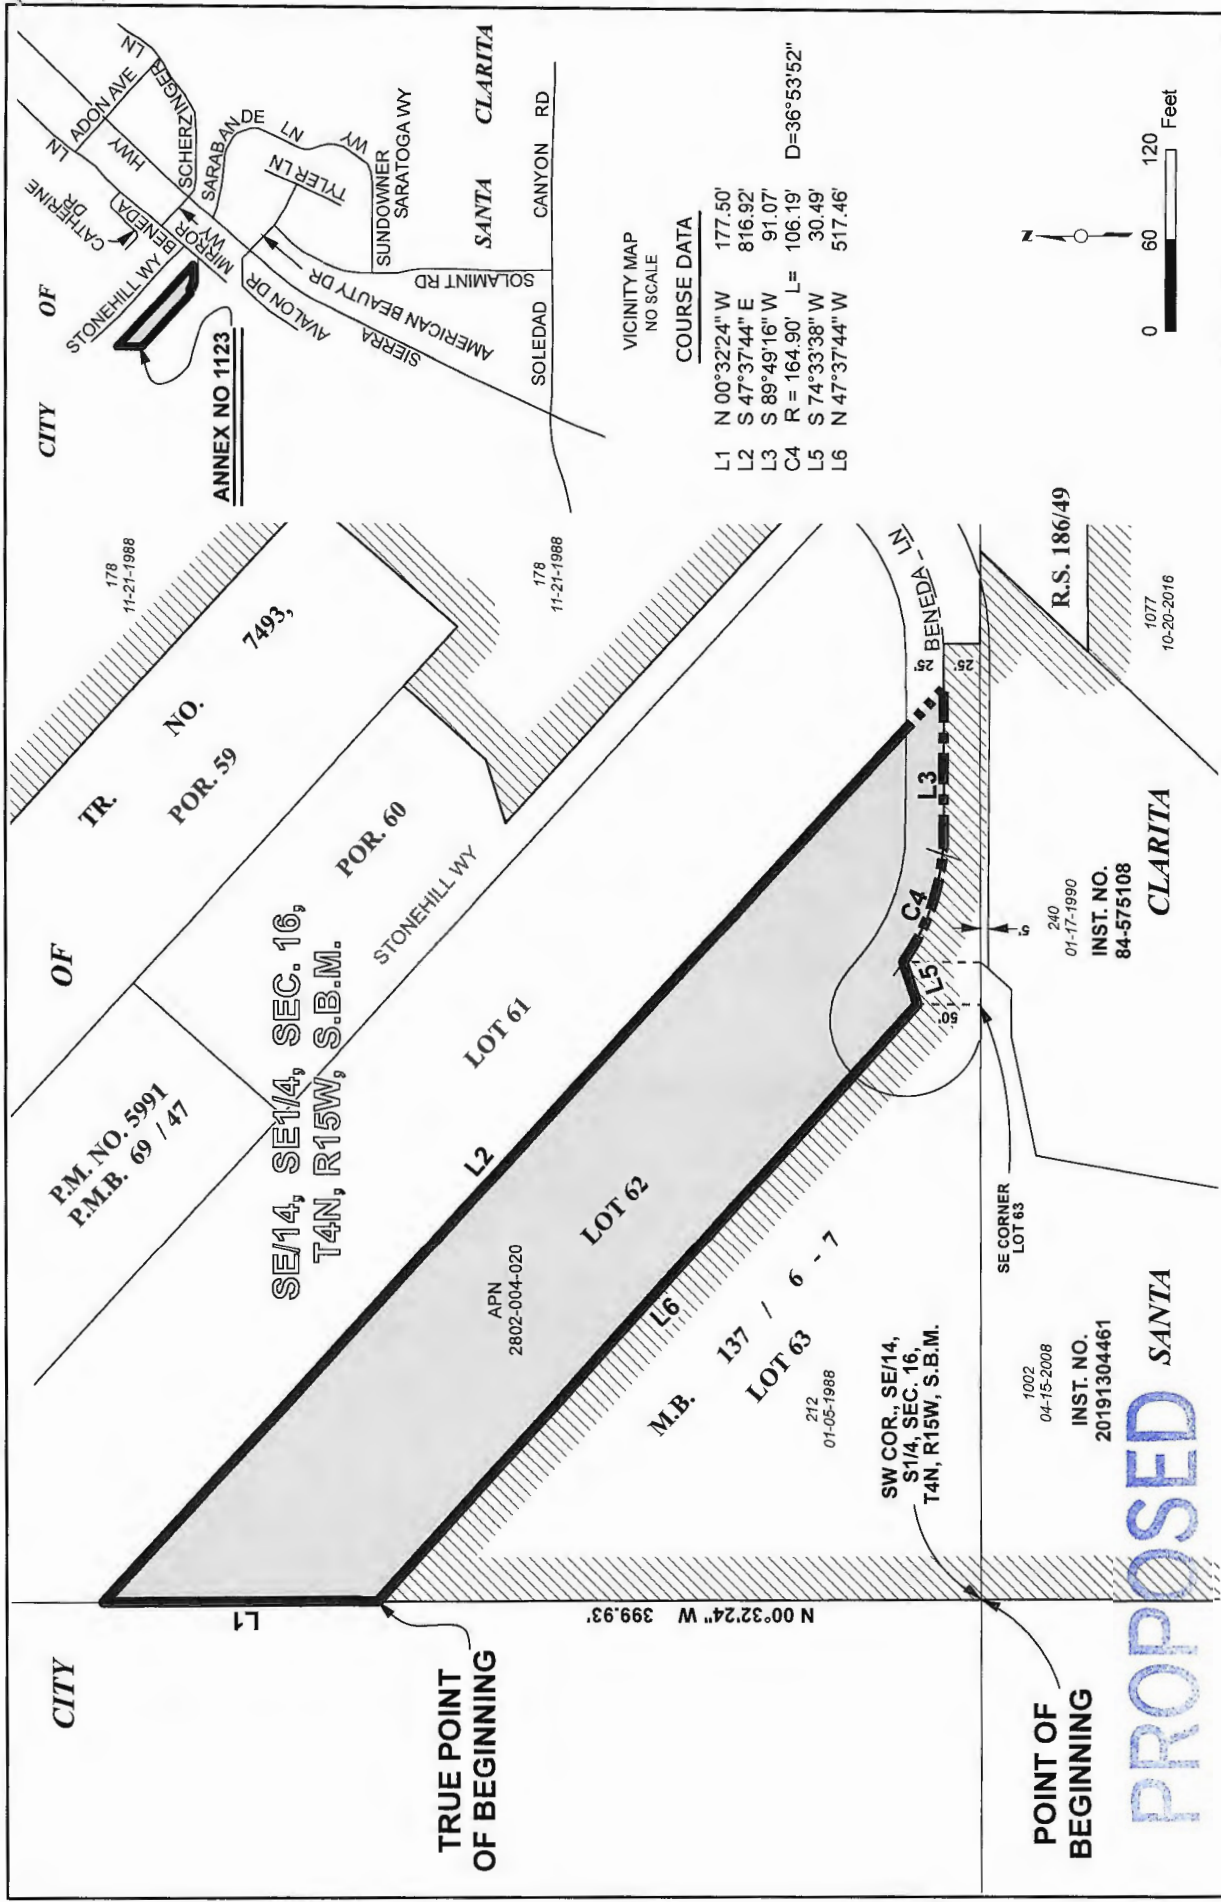 CITY
OF
CITY
OF
SANTA
CLARITA
SANTA
CLARITA
P.M. NO. 5991
P.M.B. 69 / 47
TR.
NO.
7493,
POR. 59
POR. 60
178
11-21-1988
178
11-21-1988
SE/14, SE1/4, SEC. 16,
T4N, R15W, S.B.M.
STONEHILL WY
LOT 61
L2
L1
APN
2802-004-020
LOT 62
L6
M.B. 137 / 6 - 7
LOT 63
212
01-05-1988
C4
L5
L3
50'
25'
25'
5'
BENEDA LN
TRUE POINT
OF BEGINNING
N 00°32'24" W 399.93'
SW COR., SE/14,
S1/4, SEC. 16,
T4N, R15W, S.B.M.
SE CORNER
LOT 63
POINT OF
BEGINNING
1002
04-15-2008
INST. NO.
20191304461
240
01-17-1990
INST. NO.
84-575108
R.S. 186/49
1077
10-20-2016
PROPOSED
ANNEX NO 1123
STONEHILL WY
BENEDA
LN
CATHERINE
DR
ADON AVE
HWY
SCHERZINGER
LN
MIRROR
WY
SARABANDE
LN
WY
TYLER LN
SUNDOWNER
SARATOGA WY
AVALON DR
AMERICAN BEAUTY DR
SIERRA
SOLAMINT RD
SOLEDAD
CANYON
RD
VICINITY MAP
NO SCALE
COURSE DATA
L1 N 00°32'24" W 177.50'
L2 S 47°37'44" E 816.92'
L3 S 89°49'16" W 91.07'
C4 R = 164.90' L= 106.19' D=36°53'52"
L5 S 74°33'38" W 30.49'
L6 N 47°37'44" W 517.46'
Z
0 60 120
Feet